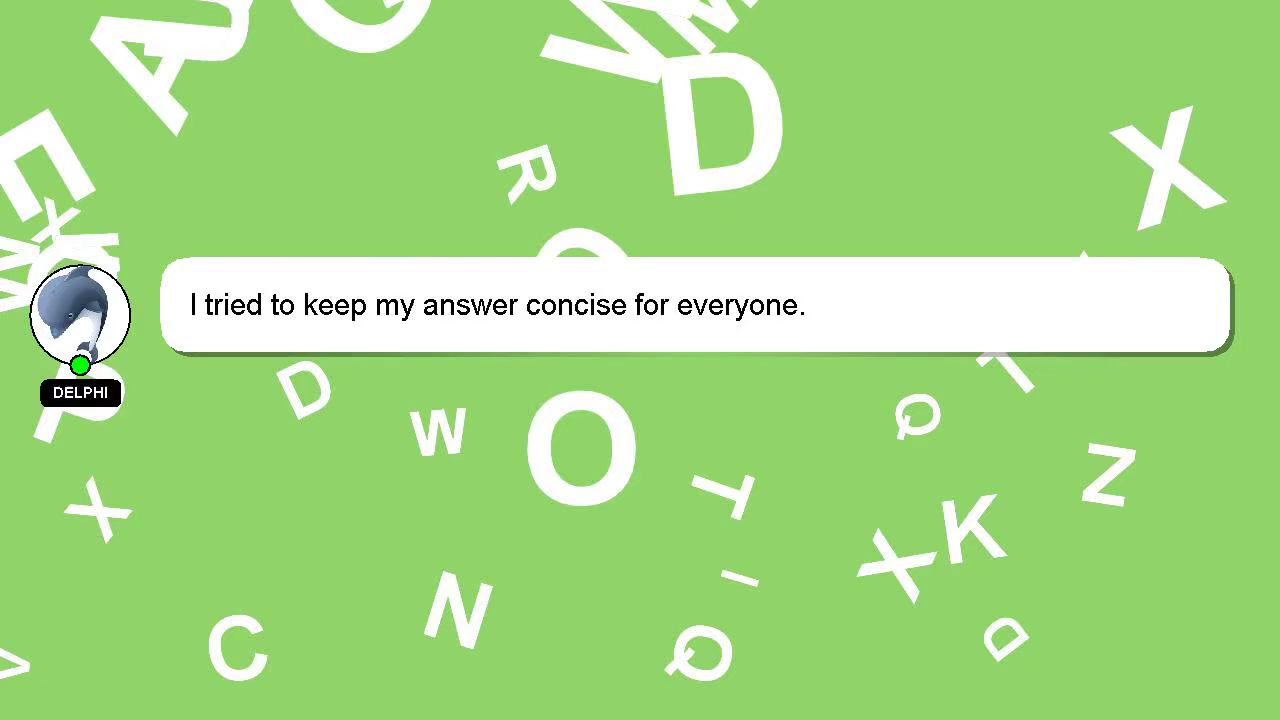 I tried to keep my answer concise for everyone.
DELPHI
A
G
W
M
D
E
R
X
X
K
W
O
D
W
O
T
Q
Z
X
T
K
X
I
N
C
Q
D
V